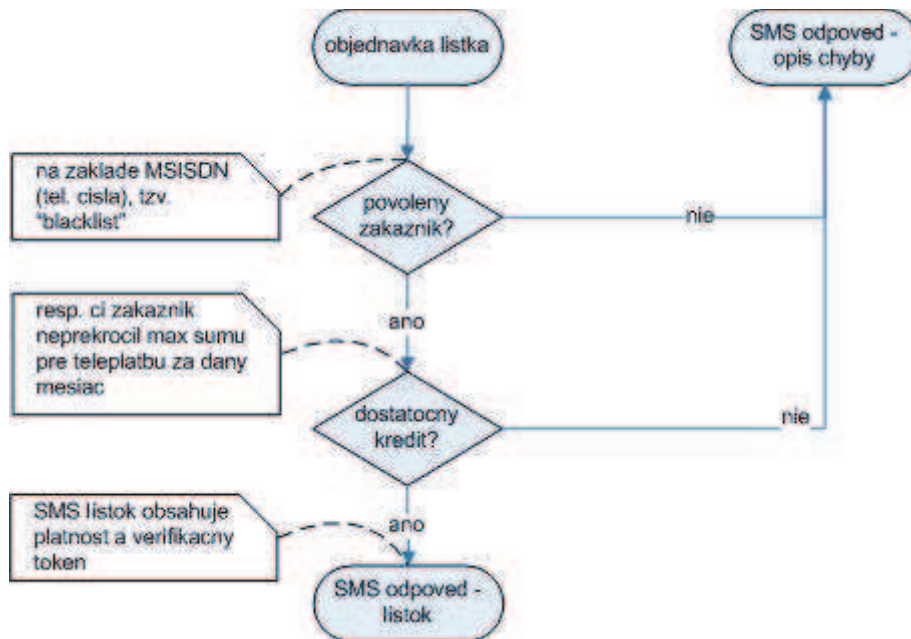 objednavka listka
SMS odpoved -
opis chyby
na zaklade MSISDN
(tel. cisla), tzv.
"blacklist"
povoleny
zakaznik?
nie
ano
resp. ci zakaznik
neprekrocil max sumu
pre teleplatbu za dany
mesiac
dostatocny
kredit?
nie
ano
SMS listok obsahuje
platnost a verifikacny
token
SMS odpoved -
listok